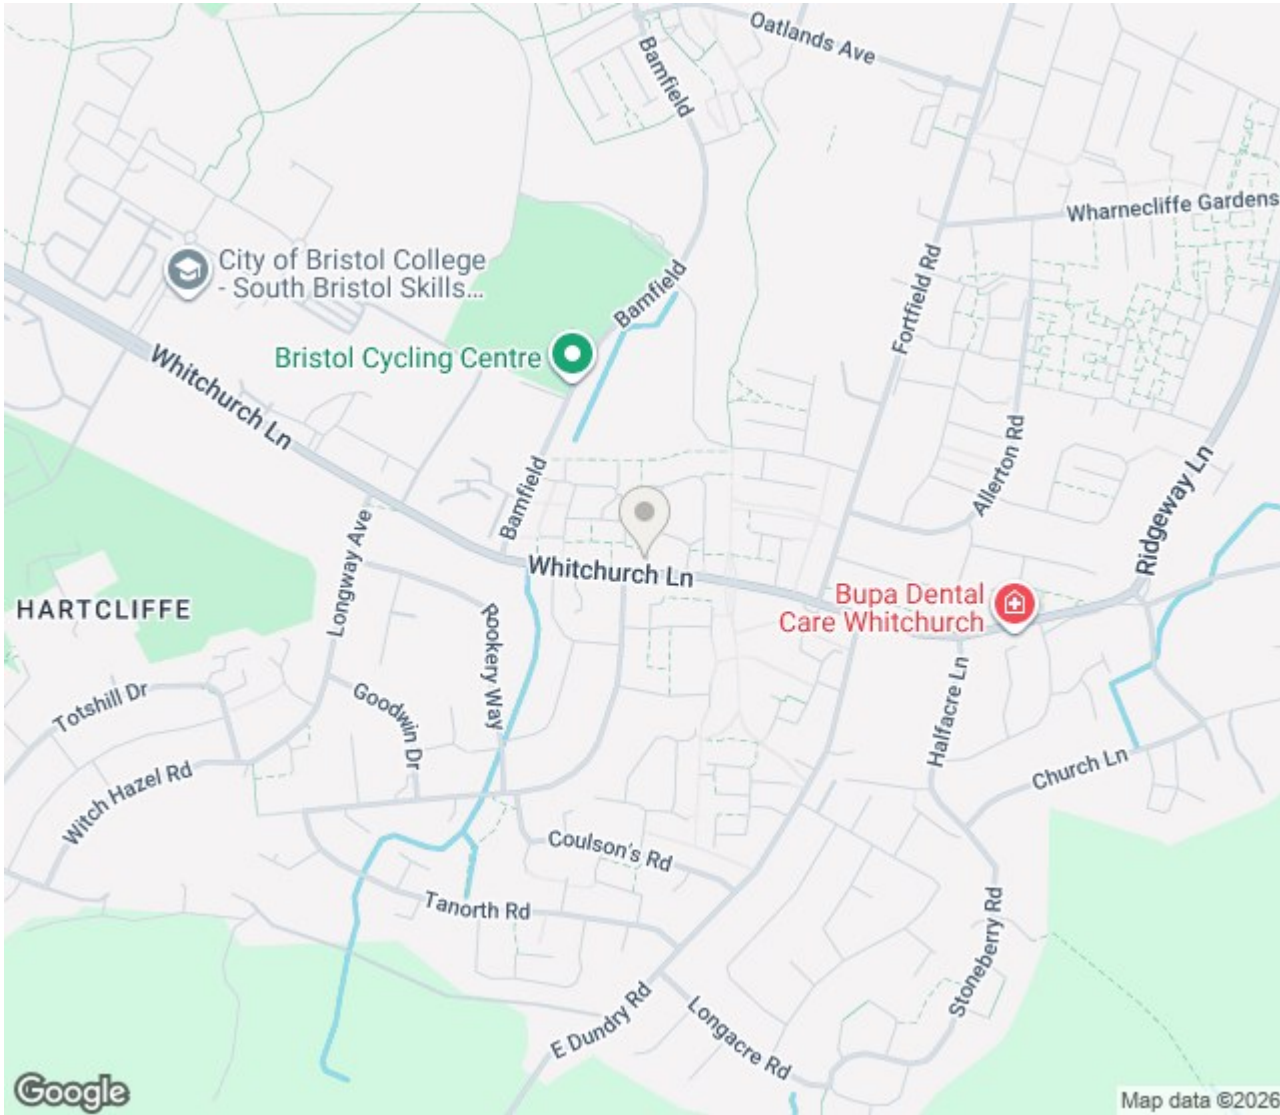 Oatlands Ave
Bamfield
Wharnecliffe Gardens
City of Bristol College
- South Bristol Skills...
Bamfield
Fortfield Rd
Bristol Cycling Centre
Whitchurch Ln
Allerton Rd
Ridgeway Ln
Bamfield
Longway Ave
Whitchurch Ln
Bupa Dental
Care Whitchurch
HARTCLIFFE
Rookery Way
Totshill Dr
Goodwin Dr
Halfacre Ln
Church Ln
Witch Hazel Rd
Coulson's Rd
Tanorth Rd
Stoneberry Rd
E Dundry Rd
Longacre Rd
Google
Map data ©2026